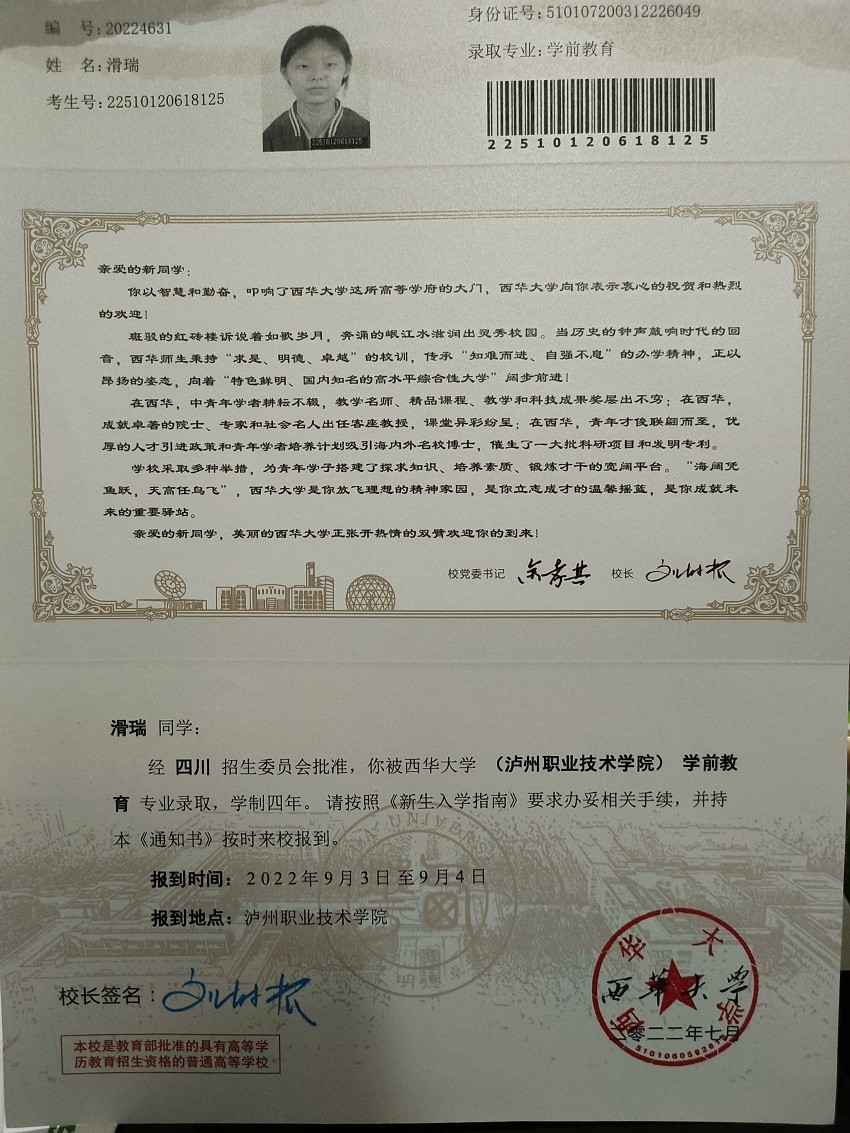 编 号:20224631
姓 名:滑瑞
考生号:22510120618125
身份证号:510107200312226049
录取专业:学前教育
22510120618125
22510120618125
亲爱的新同学：
你以智慧和勤奋，叩响了西华大学这所高等学府的大门，西华大学向你表示衷心的祝贺和热烈
的欢迎！
斑驳的红砖楼诉说着如歌岁月，奔涌的岷江水滋润出灵秀校园。当历史的钟声敲响时代的回
音，西华师生秉持“求是、明德、卓越”的校训，传承“知难而进、自强不息”的办学精神，正以
昂扬的姿态，向着“特色鲜明、国内知名的高水平综合性大学”阔步前进！
在西华，中青年学者耕耘不辍，教学名师、精品课程、教学和科技成果奖层出不穷；在西华，
成就卓著的院士、专家和社会名人出任客座教授，课堂异彩纷呈；在西华，青年才俊联翩而至，优
厚的人才引进政策和青年学者培养计划吸引海内外名校博士，催生了一大批科研项目和发明专利。
学校采取多种举措，为青年学子搭建了探求知识、培养素质、锻炼才干的宽阔平台。“海阔凭
鱼跃，天高任鸟飞”，西华大学是你放飞理想的精神家园，是你立志成才的温馨摇篮，是你成就未
来的重要驿站。
亲爱的新同学，美丽的西华大学正张开热情的双臂欢迎你的到来！
校党委书记 校长
滑瑞 同学：
经 四川 招生委员会批准，你被西华大学 （泸州职业技术学院） 学前教
育 专业录取，学制四年。请按照《新生入学指南》要求办妥相关手续，并持
本《通知书》按时来校报到。
报到时间：2022年9月3日至9月4日
报到地点：泸州职业技术学院
校长签名：
西华大学
西华大学
二零二二年七月
本校是教育部批准的具有高等学
历教育招生资格的普通高等学校